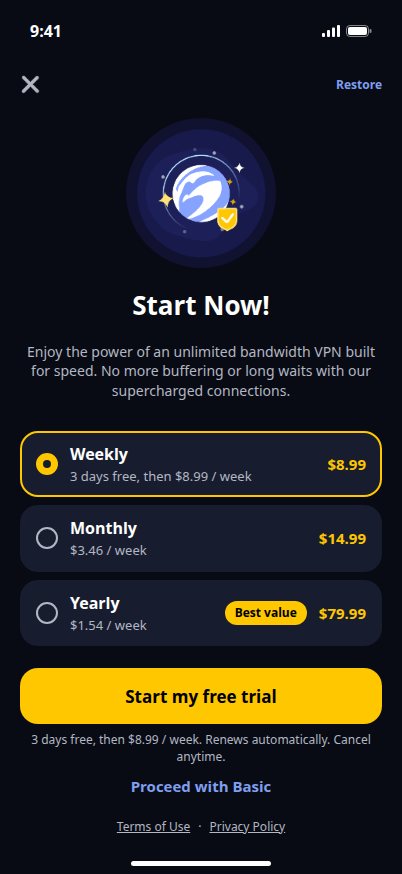 9:41
Restore
Start Now!
Enjoy the power of an unlimited bandwidth VPN built
for speed. No more buffering or long waits with our
supercharged connections.
Weekly
3 days free, then $8.99 / week
$8.99
Monthly
$3.46 / week
$14.99
Yearly
$1.54 / week
Best value
$79.99
Start my free trial
3 days free, then $8.99 / week. Renews automatically. Cancel
anytime.
Proceed with Basic
Terms of Use · Privacy Policy